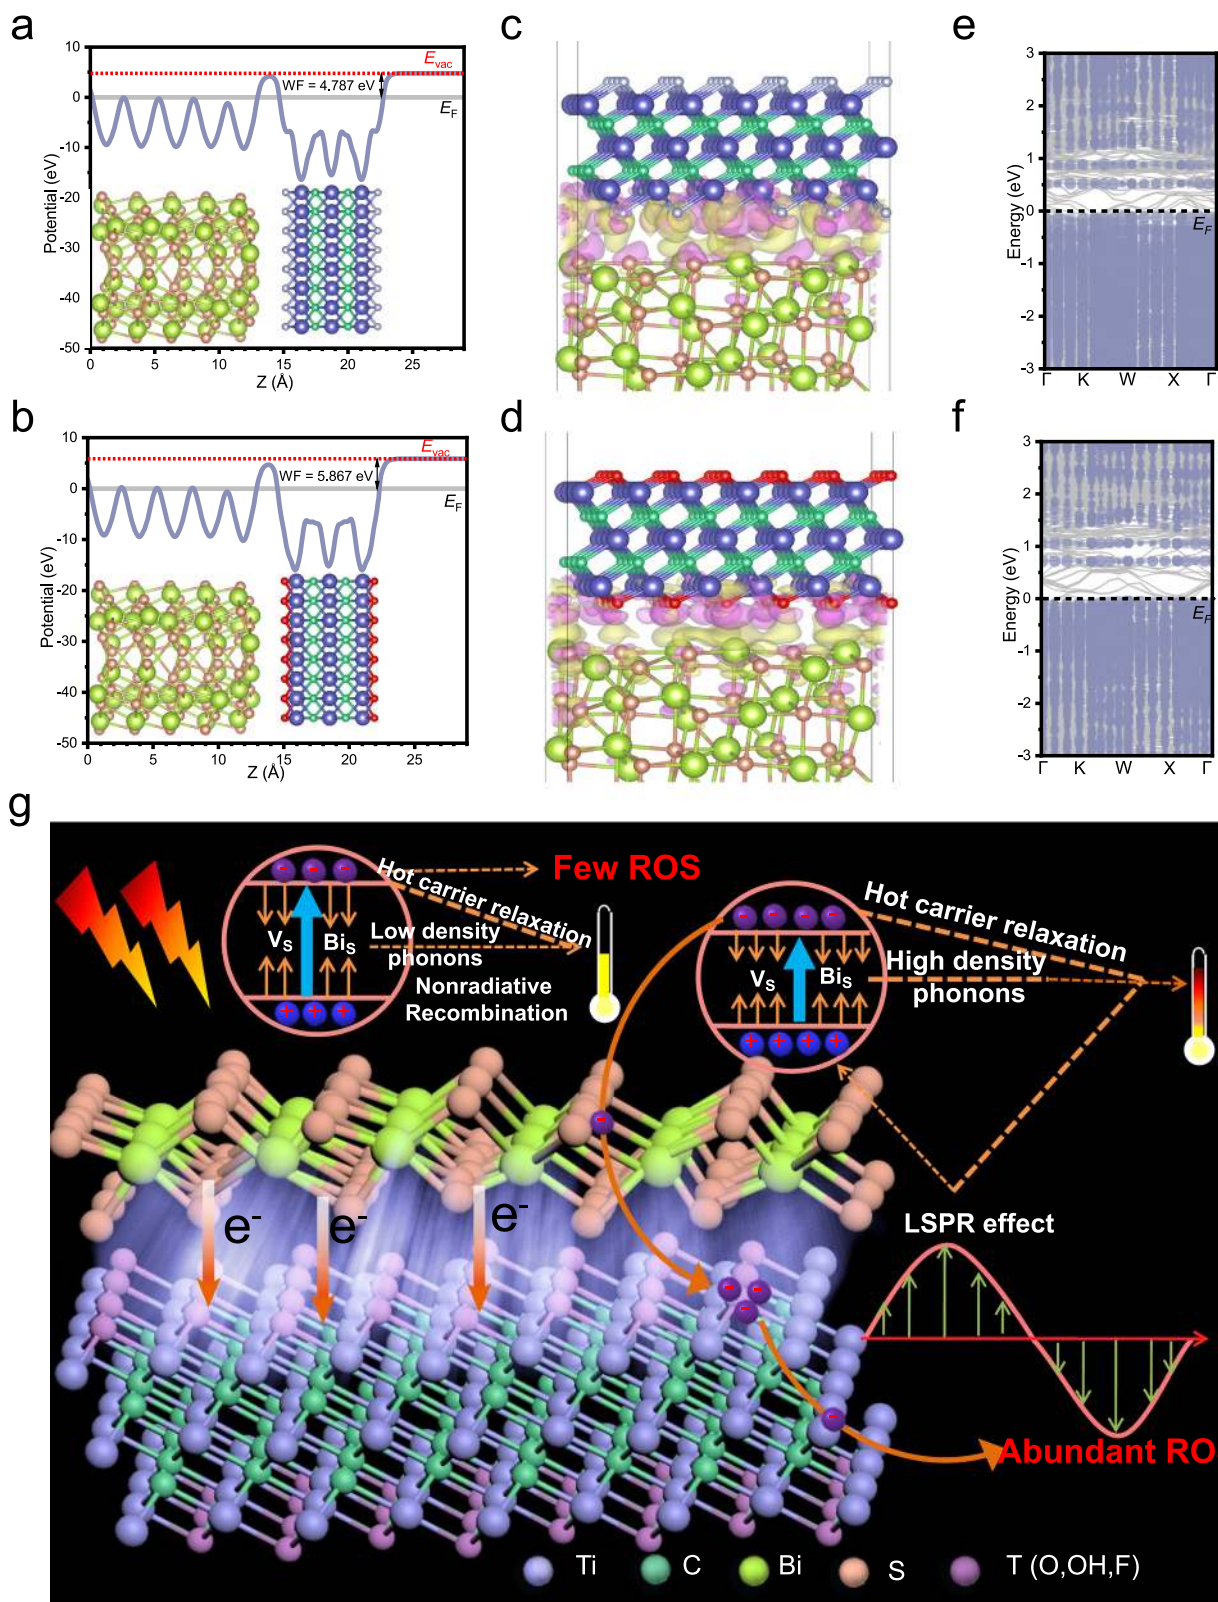 a
10
0
-10
-20
-30
-40
-50
Potential (eV)
E_vac
WF = 4.787 eV
E_F
0
5
10
15
20
25
Z (Å)
b
10
0
-10
-20
-30
-40
-50
Potential (eV)
E_vac
WF = 5.867 eV
E_F
0
5
10
15
20
25
Z (Å)
c
d
e
3
2
1
0
-1
-2
-3
Energy (eV)
E_F
Γ K W X Γ
f
3
2
1
0
-1
-2
-3
Energy (eV)
E_F
Γ K W X Γ
g
Hot carrier relaxation
Few ROS
V_S
Bi_S
Low density
phonons
Nonradiative
Recombination
Hot carrier relaxation
V_S
Bi_S
High density
phonons
e-
e-
e-
LSPR effect
Abundant RO
Ti
C
Bi
S
T (O,OH,F)